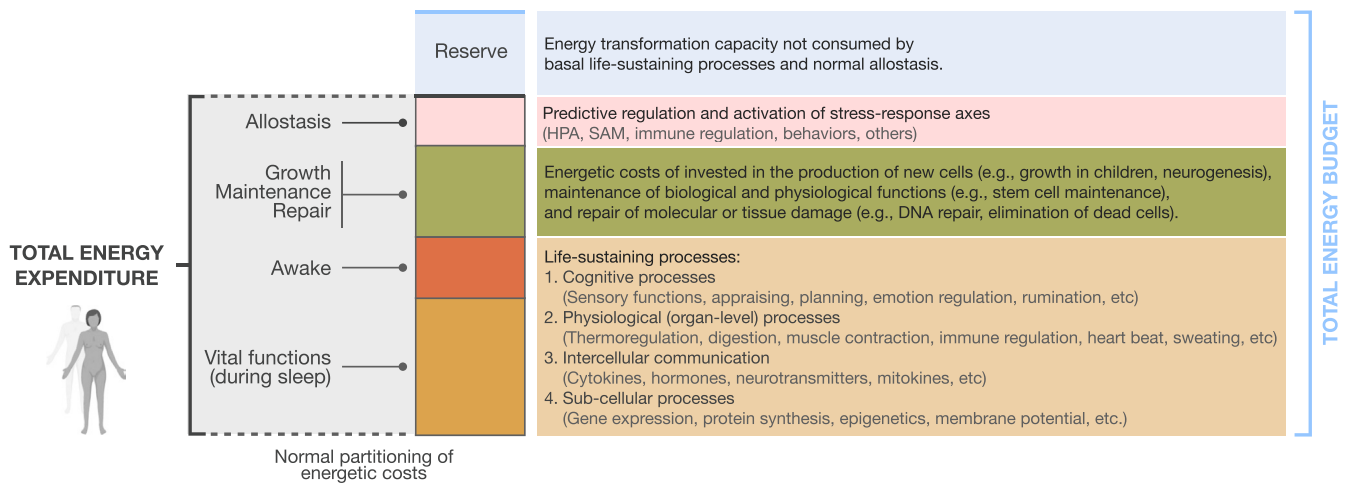 Reserve
Energy transformation capacity not consumed by
basal life-sustaining processes and normal allostasis.
Allostasis
Predictive regulation and activation of stress-response axes
(HPA, SAM, immune regulation, behaviors, others)
Growth
Maintenance
Repair
Energetic costs of invested in the production of new cells (e.g., growth in children, neurogenesis),
maintenance of biological and physiological functions (e.g., stem cell maintenance),
and repair of molecular or tissue damage (e.g., DNA repair, elimination of dead cells).
TOTAL ENERGY
EXPENDITURE
Awake
Vital functions
(during sleep)
Life-sustaining processes:
1. Cognitive processes
(Sensory functions, appraising, planning, emotion regulation, rumination, etc)
2. Physiological (organ-level) processes
(Thermoregulation, digestion, muscle contraction, immune regulation, heart beat, sweating, etc)
3. Intercellular communication
(Cytokines, hormones, neurotransmitters, mitokines, etc)
4. Sub-cellular processes
(Gene expression, protein synthesis, epigenetics, membrane potential, etc.)
Normal partitioning of
energetic costs
TOTAL ENERGY BUDGET